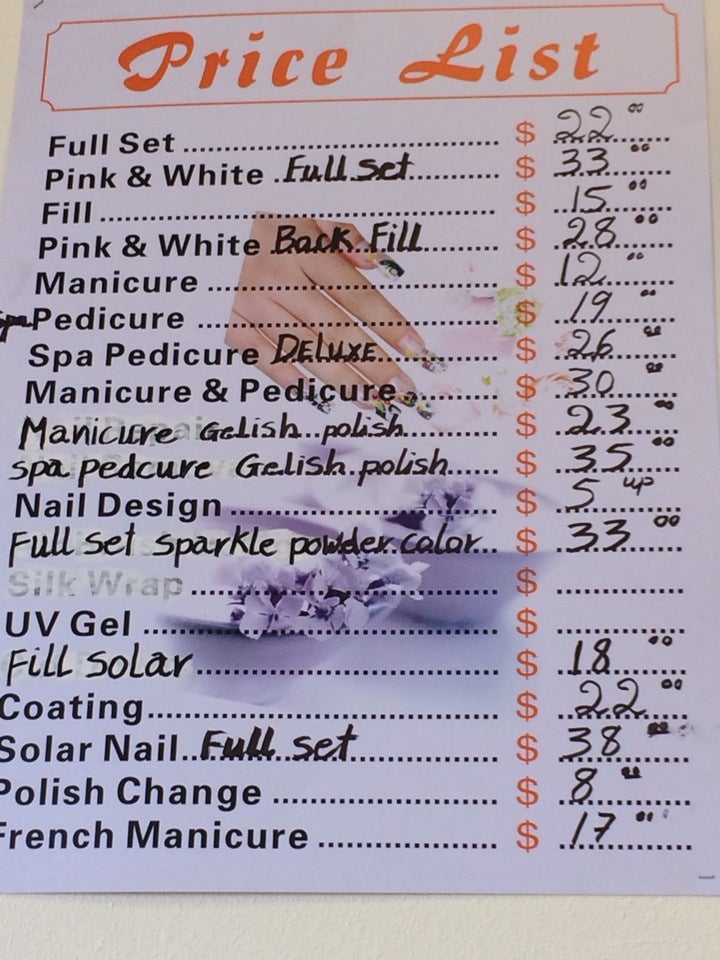 Price List
Full Set ........ $ 22 00
Pink & White Full Set ........ $ 33 00
Fill ........ $ 15 00
Pink & White Back Fill ........ $ 28 00
Manicure ........ $ 12 00
Spa Pedicure ........ $ 19 00
Spa Pedicure DELUXE ........ $ 26 00
Manicure & Pedicure ........ $ 30 00
Manicure Gelish polish ........ $ 23 00
spa pedcure Gelish polish ........ $ 35 00
Nail Design ........ $ 5 up
Full set sparkle powder color ........ $ 33 00
Silk Wrap ........ $ ........
UV Gel ........ $ ........
Fill SOLAR ........ $ 18 00
Coating ........ $ 22 00
Solar Nail Full set ........ $ 38 00
Polish Change ........ $ 8 00
French Manicure ........ $ 17 00